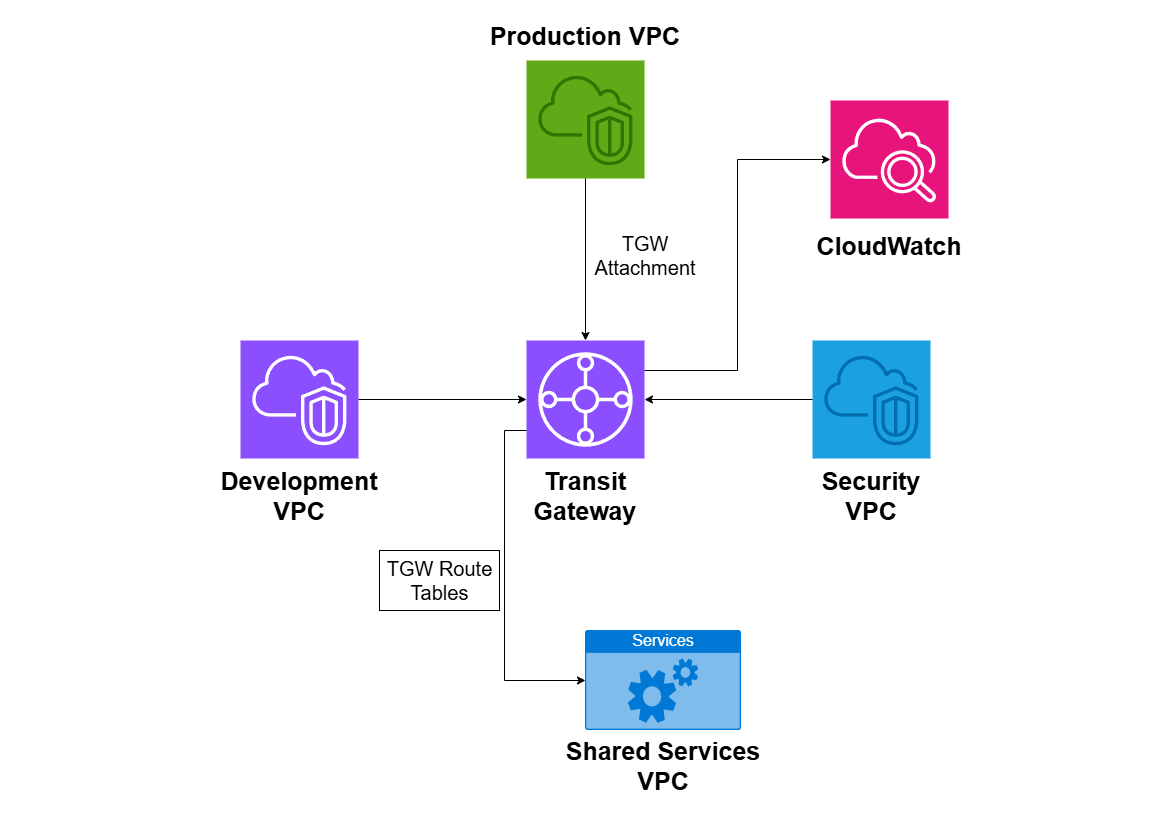 Production VPC
CloudWatch
TGW
Attachment
Development
VPC
Transit
Gateway
Security
VPC
TGW Route
Tables
Services
Shared Services
VPC